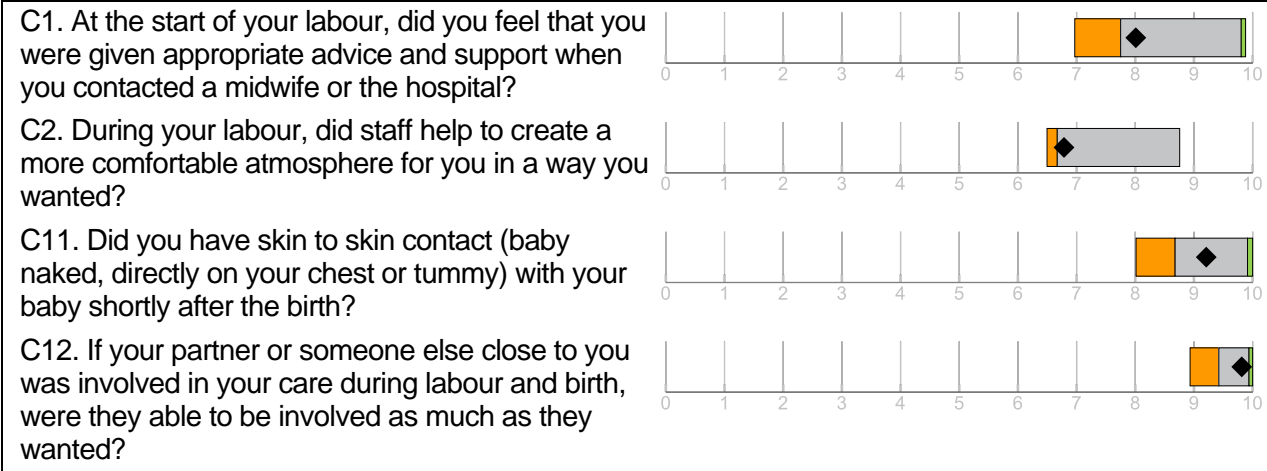 C1. At the start of your labour, did you feel that you
were given appropriate advice and support when
you contacted a midwife or the hospital?
0 1 2 3 4 5 6 7 8 9 10
C2. During your labour, did staff help to create a
more comfortable atmosphere for you in a way you
wanted?
0 1 2 3 4 5 6 7 8 9 10
C11. Did you have skin to skin contact (baby
naked, directly on your chest or tummy) with your
baby shortly after the birth?
0 1 2 3 4 5 6 7 8 9 10
C12. If your partner or someone else close to you
was involved in your care during labour and birth,
were they able to be involved as much as they
wanted?
0 1 2 3 4 5 6 7 8 9 10